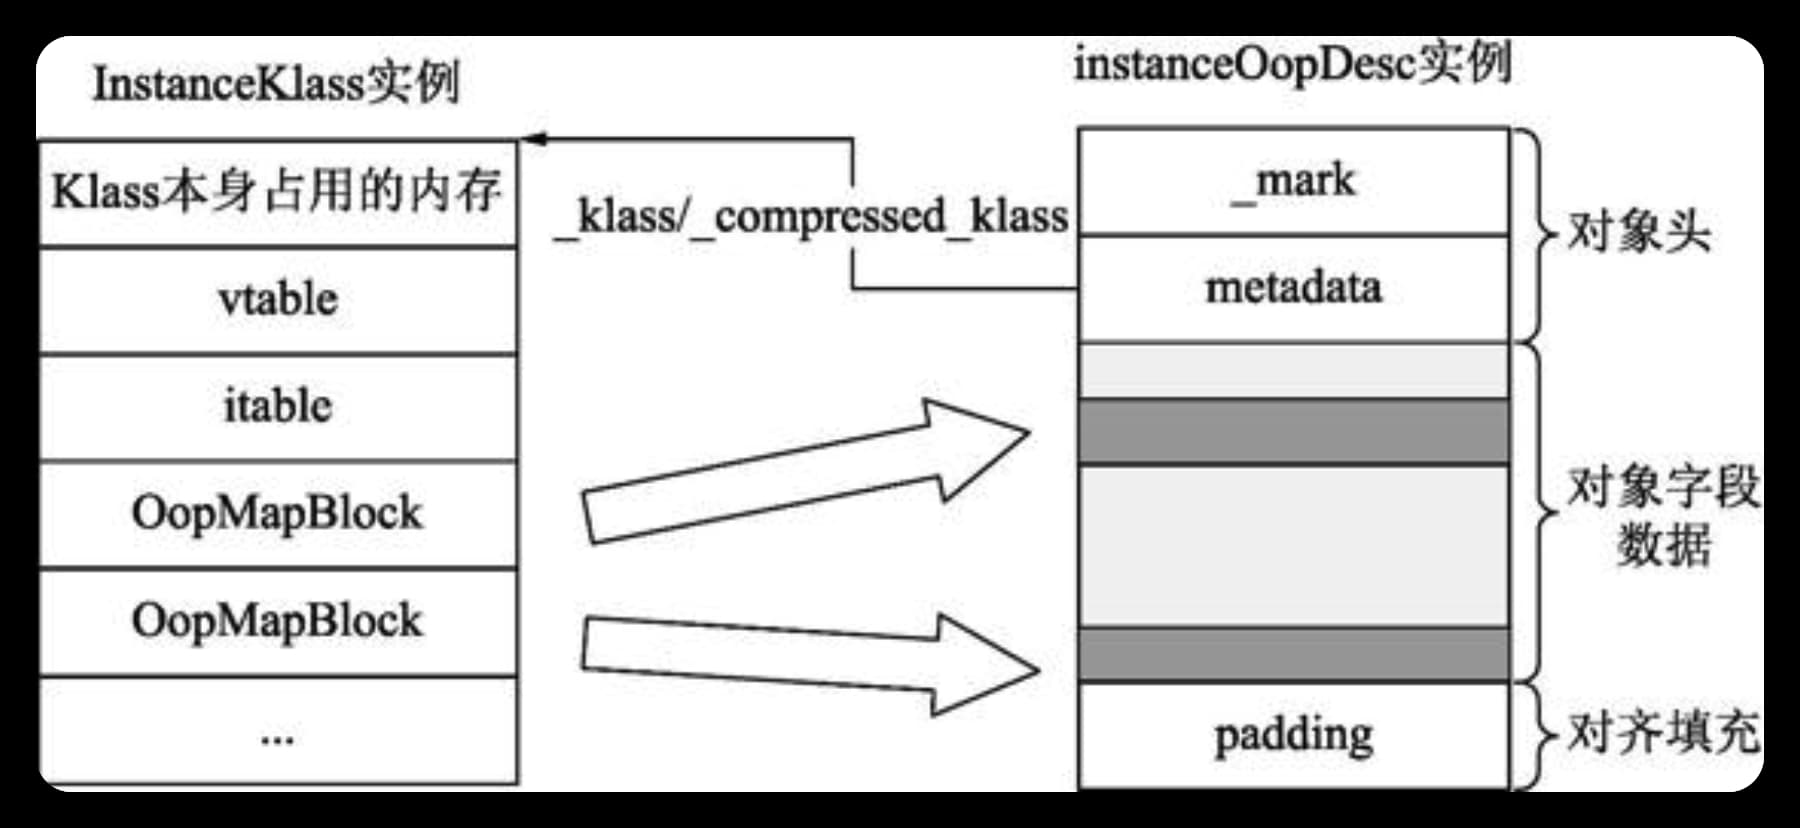 InstanceKlass实例
Klass本身占用的内存
vtable
itable
OopMapBlock
OopMapBlock
...
_klass/_compressed_klass
instanceOopDesc实例
_mark
metadata
padding
对象头
对象字段
数据
对齐填充